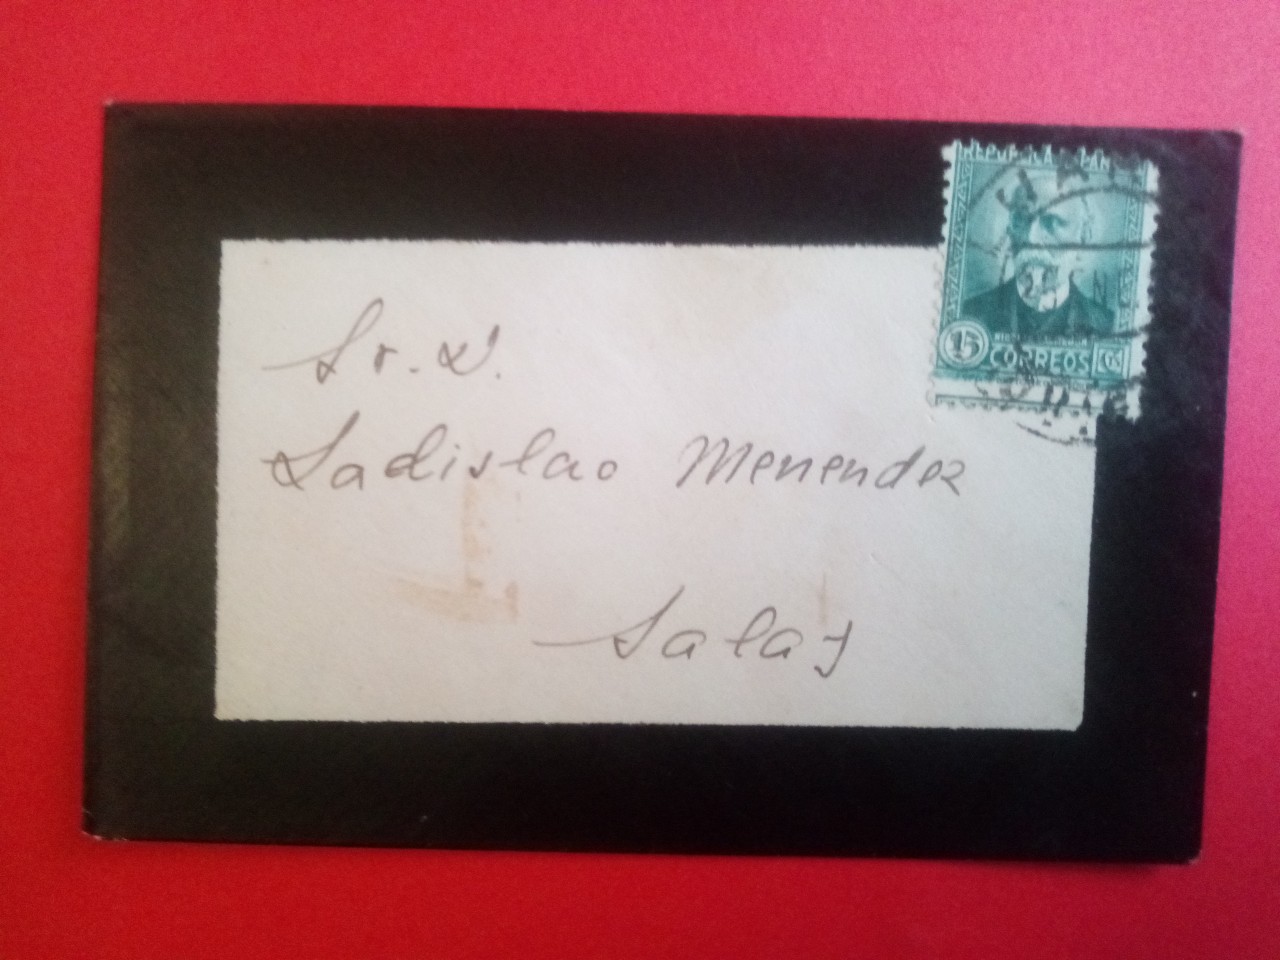 REPUBLICA ESPAÑOLA
15
CORREOS
Sr. D.
Ladislao Menendez
Salas